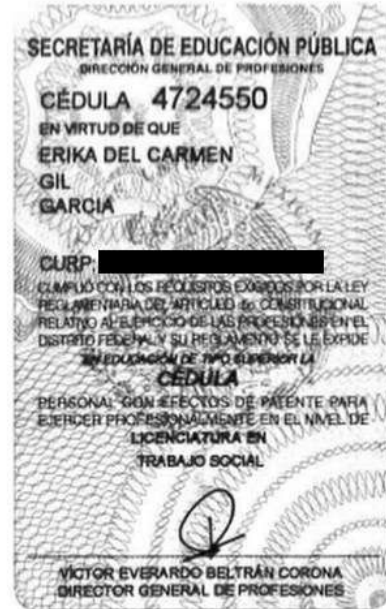 SECRETARÍA DE EDUCACIÓN PÚBLICA
DIRECCIÓN GENERAL DE PROFESIONES
CÉDULA 4724550
EN VIRTUD DE QUE
ERIKA DEL CARMEN
GIL
GARCIA
CURP:
CUMPLIÓ CON LOS REQUISITOS EXIGIDOS POR LA LEY
REGLAMENTARIA DEL ARTÍCULO 5o. CONSTITUCIONAL
RELATIVO AL EJERCICIO DE LAS PROFESIONES EN EL
DISTRITO FEDERAL Y SU REGLAMENTO SE LE EXPIDE
EN EDUCACIÓN DE TIPO SUPERIOR LA
CÉDULA
PERSONAL CON EFECTOS DE PATENTE PARA
EJERCER PROFESIONALMENTE EN EL NIVEL DE
LICENCIATURA EN
TRABAJO SOCIAL
VÍCTOR EVERARDO BELTRÁN CORONA
DIRECTOR GENERAL DE PROFESIONES